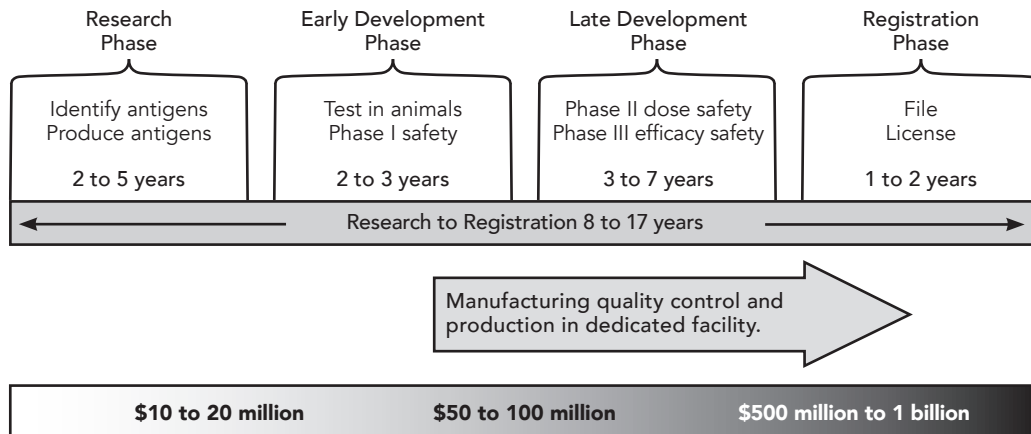 Research
Phase
Early Development
Phase
Late Development
Phase
Registration
Phase
Identify antigens
Produce antigens
2 to 5 years
Test in animals
Phase I safety
2 to 3 years
Phase II dose safety
Phase III efficacy safety
3 to 7 years
File
License
1 to 2 years
Research to Registration 8 to 17 years
Manufacturing quality control and
production in dedicated facility.
$10 to 20 million
$50 to 100 million
$500 million to 1 billion